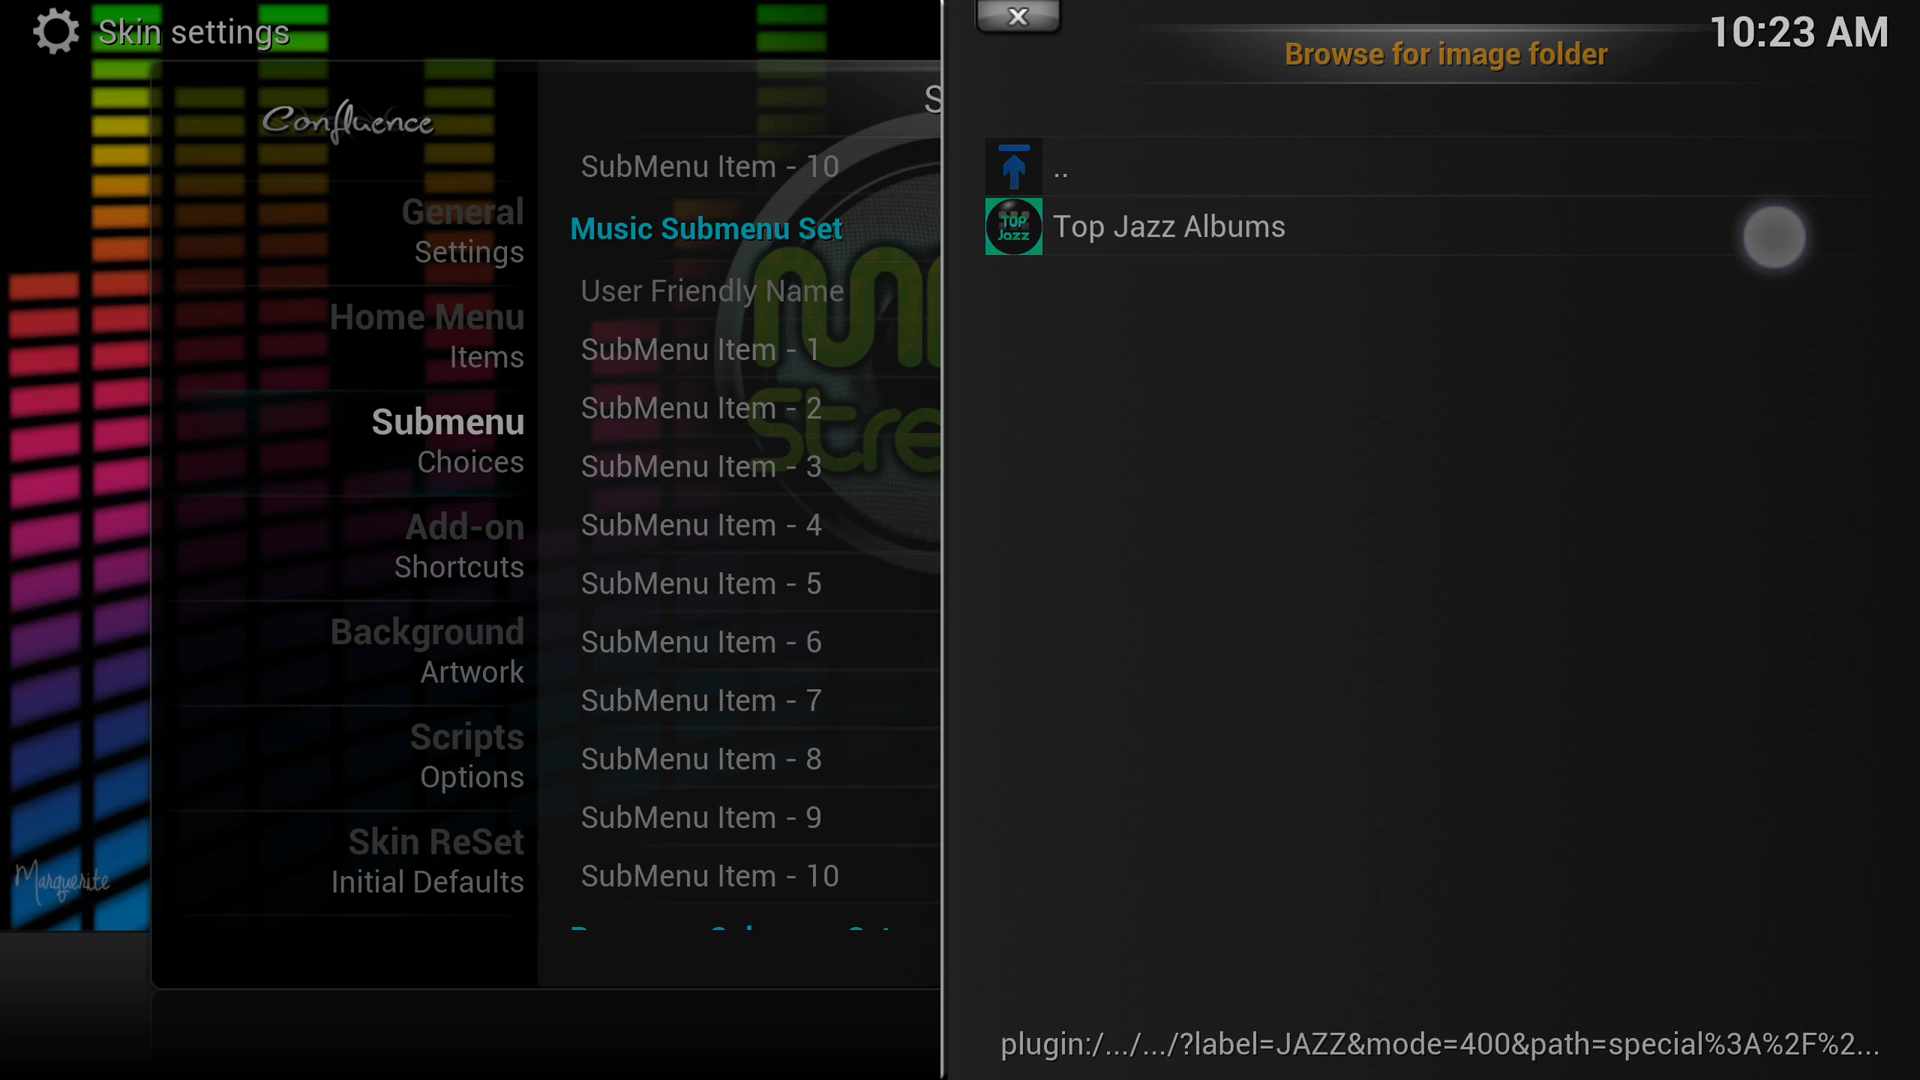 Skin settings
Confluence
General
Settings
Home Menu
Items
Submenu
Choices
Add-on
Shortcuts
Background
Artwork
Scripts
Options
Skin ReSet
Initial Defaults
Marguerite
S
SubMenu Item - 10
Music Submenu Set
User Friendly Name
SubMenu Item - 1
SubMenu Item - 2
SubMenu Item - 3
SubMenu Item - 4
SubMenu Item - 5
SubMenu Item - 6
SubMenu Item - 7
SubMenu Item - 8
SubMenu Item - 9
SubMenu Item - 10
Stre
x
10:23 AM
Browse for image folder
..
TOP
Jazz
Top Jazz Albums
plugin:/.../.../?label=JAZZ&mode=400&path=special%3A%2F%2...